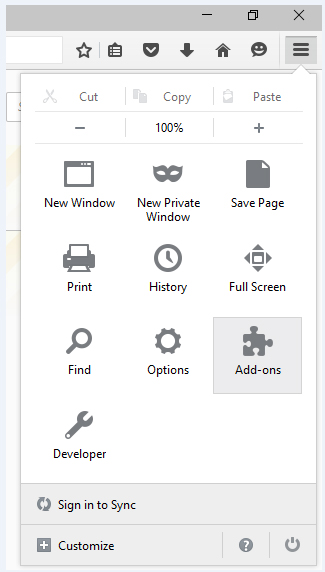 Cut Copy Paste
100%
New Window
New Private
Window
Save Page
Print
History
Full Screen
Find
Options
Add-ons
Developer
Sign in to Sync
Customize